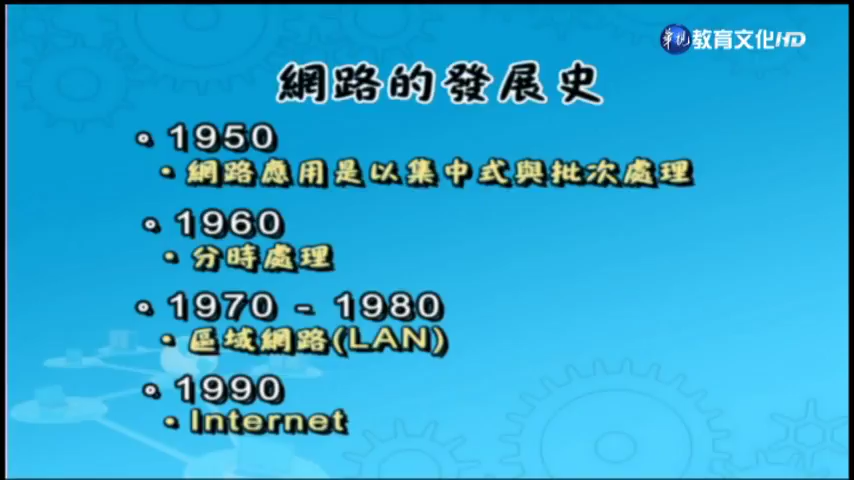 華視 教育文化HD
網路的發展史
1950
網路應用是以集中式與批次處理
1960
分時處理
1970 - 1980
區域網路(LAN)
1990
Internet